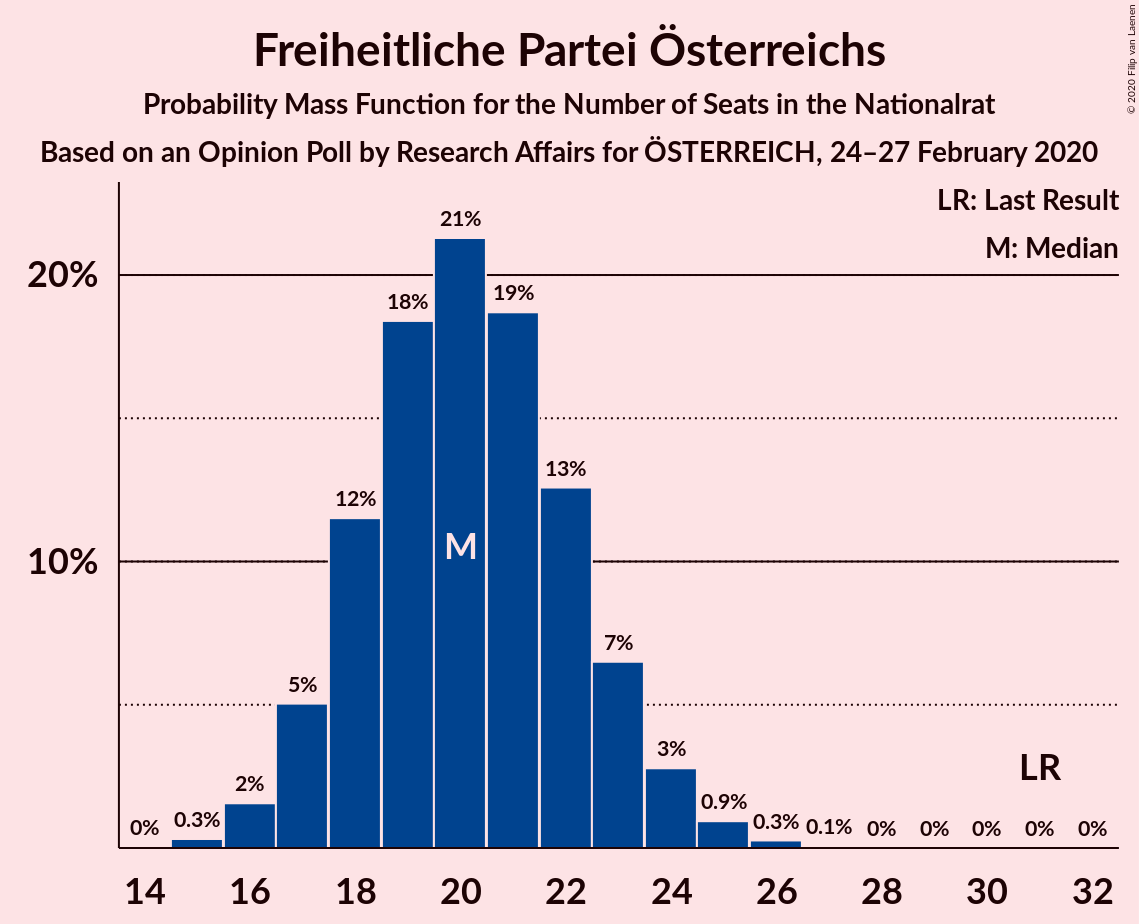 Freiheitliche Partei Österreichs
Probability Mass Function for the Number of Seats in the Nationalrat
Based on an Opinion Poll by Research Affairs for ÖSTERREICH, 24–27 February 2020
© 2020 Filip van Laenen
LR: Last Result
M: Median
20%
10%
0%
0.3%
2%
5%
12%
18%
21%
19%
13%
7%
3%
0.9%
0.3%
0.1%
0%
0%
0%
0%
0%
M
LR
14 16 18 20 22 24 26 28 30 32